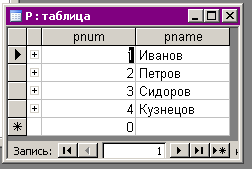 P : таблица
pnum pname
1 Иванов
2 Петров
3 Сидоров
4 Кузнецов
0
Запись: 1